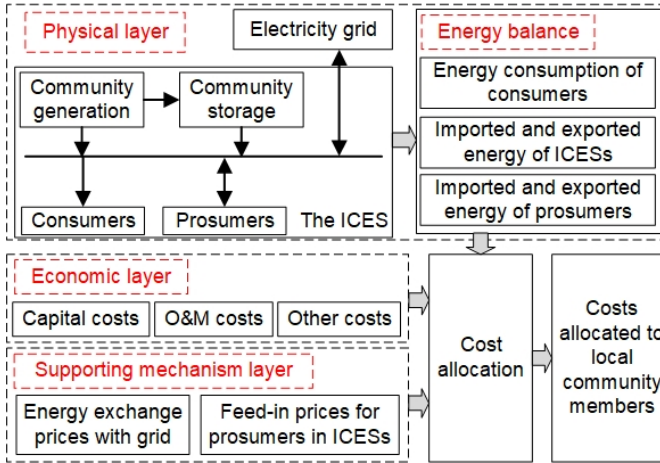 Physical layer
Electricity grid
Energy balance
Community
generation
Community
storage
Consumers
Prosumers
The ICES
Energy consumption of
consumers
Imported and exported
energy of ICESs
Imported and exported
energy of prosumers
Economic layer
Capital costs
O&M costs
Other costs
Supporting mechanism layer
Energy exchange
prices with grid
Feed-in prices for
prosumers in ICESs
Cost
allocation
Costs
allocated to
local
community
members